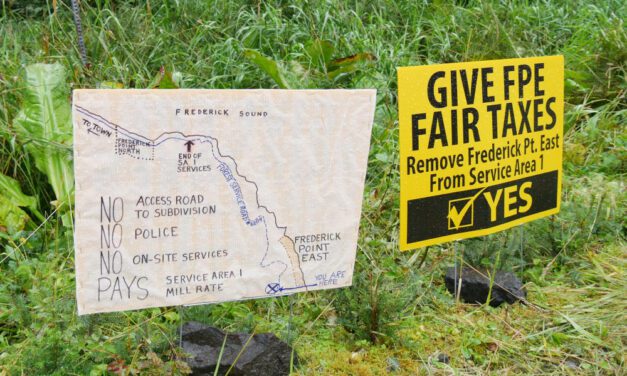 FREDERICK SOUND
TO TOWN
FREDERICK
POINT
NORTH
END OF
SA 1
SERVICES
FOREST SERVICE ROAD
NO ACCESS ROAD
TO SUBDIVISION
NO POLICE
NO ON-SITE SERVICES
PAYS SERVICE AREA 1
MILL RATE
FREDERICK
POINT
EAST
YOU ARE
HERE
GIVE FPE
FAIR TAXES
Remove Frederick Pt. East
From Service Area 1
YES